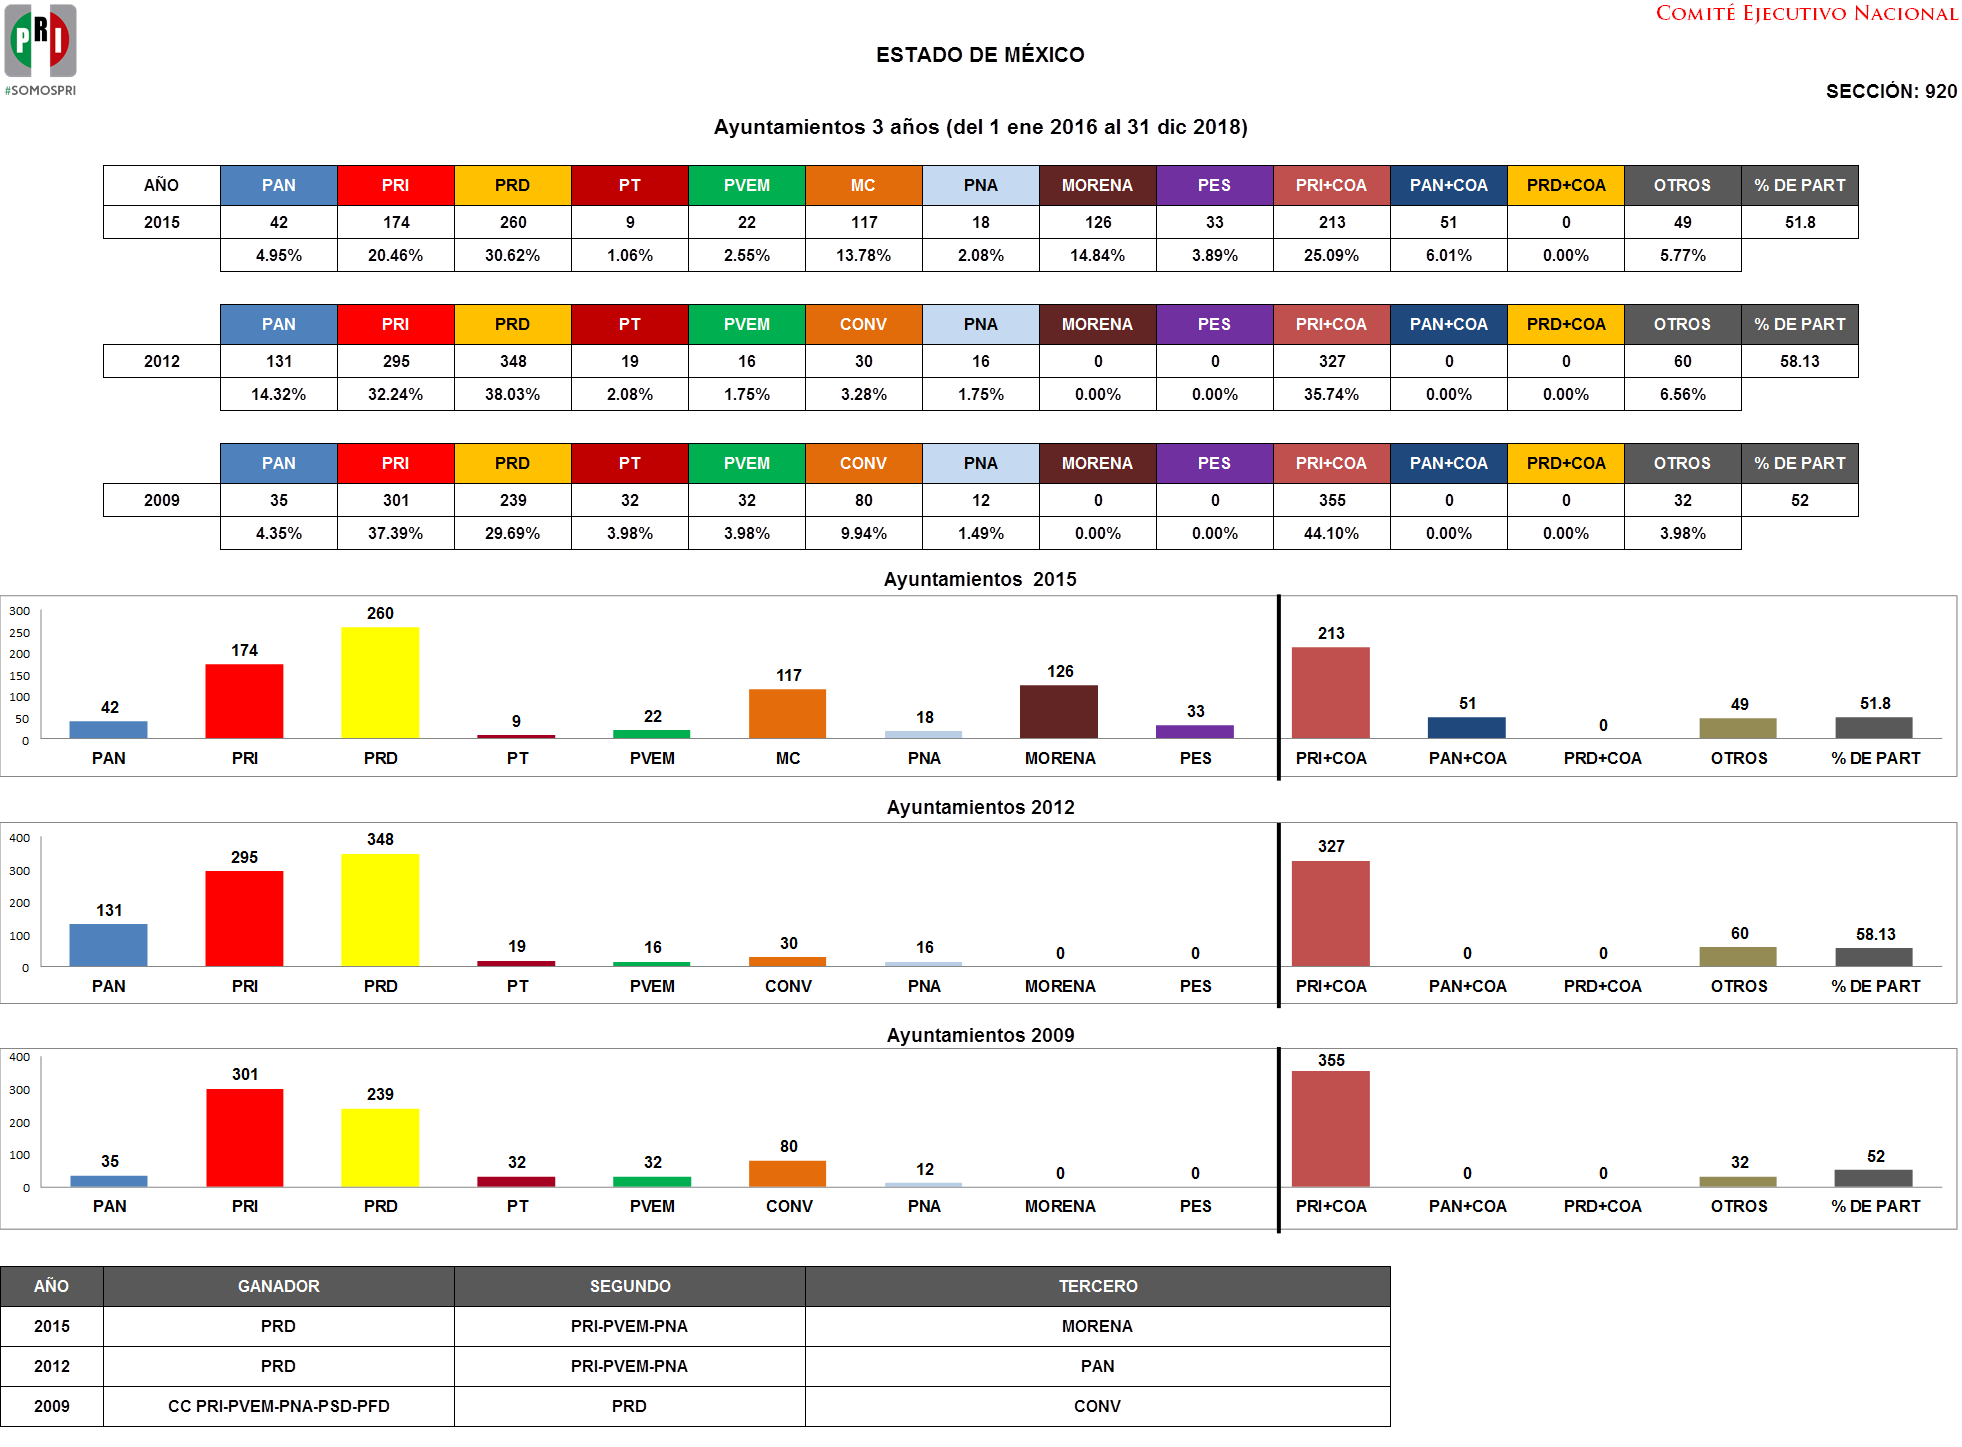 PRI
#SOMOSPRI
COMITÉ EJECUTIVO NACIONAL
ESTADO DE MÉXICO
SECCIÓN: 920
Ayuntamientos 3 años (del 1 ene 2016 al 31 dic 2018)
AÑO PAN PRI PRD PT PVEM MC PNA MORENA PES PRI+COA PAN+COA PRD+COA OTROS % DE PART
2015 42 174 260 9 22 117 18 126 33 213 51 0 49 51.8
4.95% 20.46% 30.62% 1.06% 2.55% 13.78% 2.08% 14.84% 3.89% 25.09% 6.01% 0.00% 5.77%
PAN PRI PRD PT PVEM CONV PNA MORENA PES PRI+COA PAN+COA PRD+COA OTROS % DE PART
2012 131 295 348 19 16 30 16 0 0 327 0 0 60 58.13
14.32% 32.24% 38.03% 2.08% 1.75% 3.28% 1.75% 0.00% 0.00% 35.74% 0.00% 0.00% 6.56%
PAN PRI PRD PT PVEM CONV PNA MORENA PES PRI+COA PAN+COA PRD+COA OTROS % DE PART
2009 35 301 239 32 32 80 12 0 0 355 0 0 32 52
4.35% 37.39% 29.69% 3.98% 3.98% 9.94% 1.49% 0.00% 0.00% 44.10% 0.00% 0.00% 3.98%
Ayuntamientos 2015
300
250
200
150
100
50
0
42 174 260 9 22 117 18 126 33 213 51 0 49 51.8
PAN PRI PRD PT PVEM MC PNA MORENA PES PRI+COA PAN+COA PRD+COA OTROS % DE PART
Ayuntamientos 2012
400
300
200
100
0
131 295 348 19 16 30 16 0 0 327 0 0 60 58.13
PAN PRI PRD PT PVEM CONV PNA MORENA PES PRI+COA PAN+COA PRD+COA OTROS % DE PART
Ayuntamientos 2009
400
300
200
100
0
35 301 239 32 32 80 12 0 0 355 0 0 32 52
PAN PRI PRD PT PVEM CONV PNA MORENA PES PRI+COA PAN+COA PRD+COA OTROS % DE PART
AÑO GANADOR SEGUNDO TERCERO
2015 PRD PRI-PVEM-PNA MORENA
2012 PRD PRI-PVEM-PNA PAN
2009 CC PRI-PVEM-PNA-PSD-PFD PRD CONV